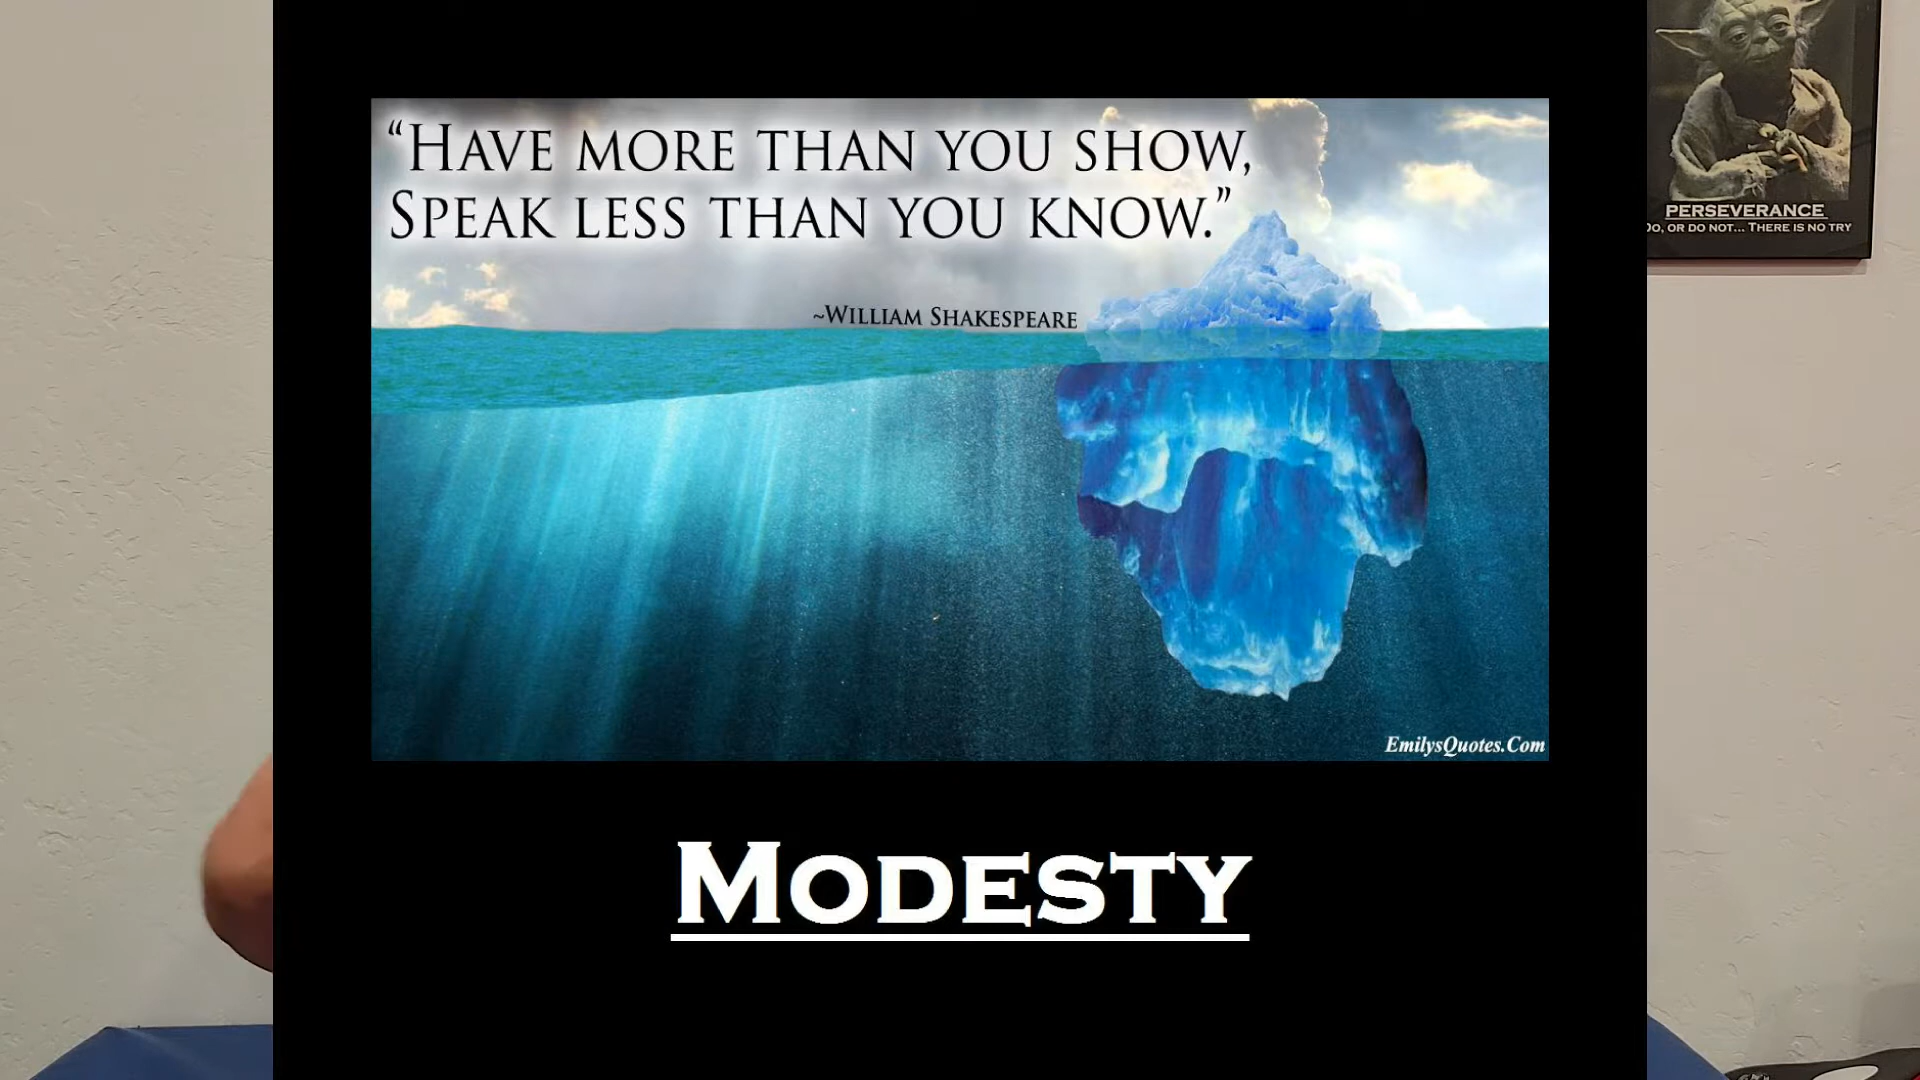 “HAVE MORE THAN YOU SHOW,
SPEAK LESS THAN YOU KNOW.”
~WILLIAM SHAKESPEARE
EmilysQuotes.Com
MODESTY
PERSEVERANCE
DO, OR DO NOT... THERE IS NO TRY